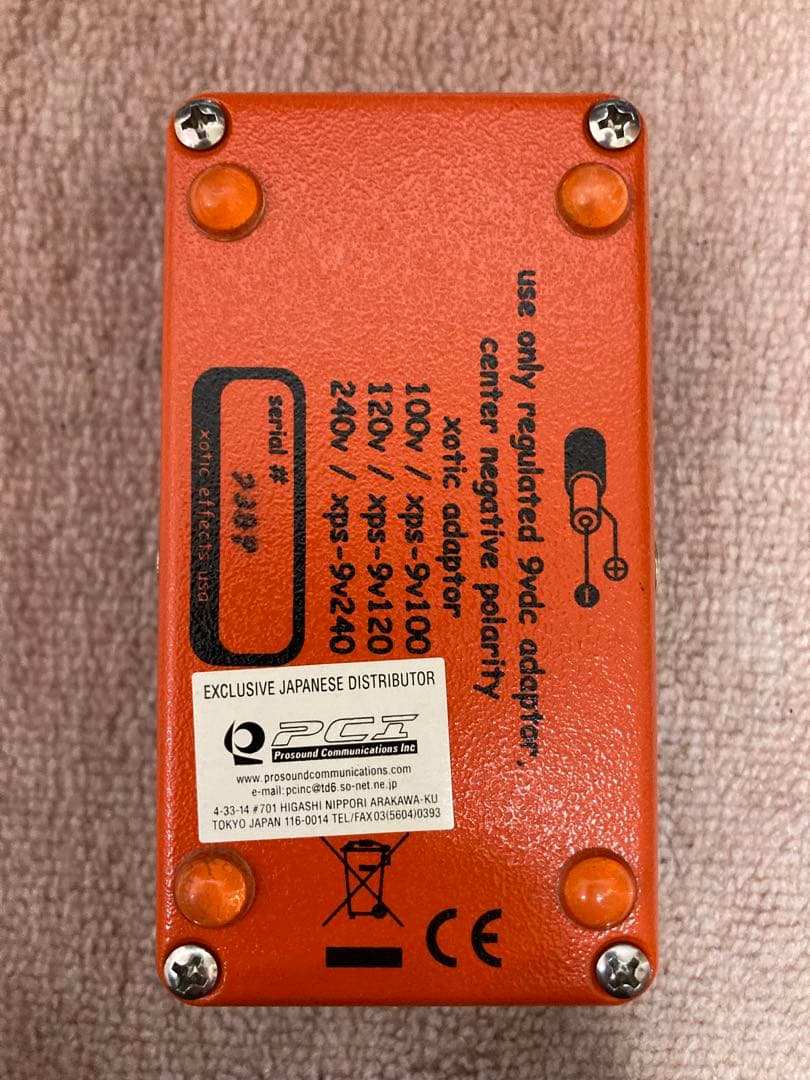 use only regulated 9vdc adaptor,
center negative polarity
xotic adaptor
100v / xps-9v100
120v / xps-9v120
240v / xps-9v240
serial #
xotic effects usa
EXCLUSIVE JAPANESE DISTRIBUTOR
PCI
Prosound Communications Inc
www.prosoundcommunications.com
e-mail:pcinc@td6.so-net.ne.jp
4-33-14 #701 HIGASHI NIPPORI ARAKAWA-KU
TOKYO JAPAN 116-0014 TEL/FAX03(5604)0393
CE